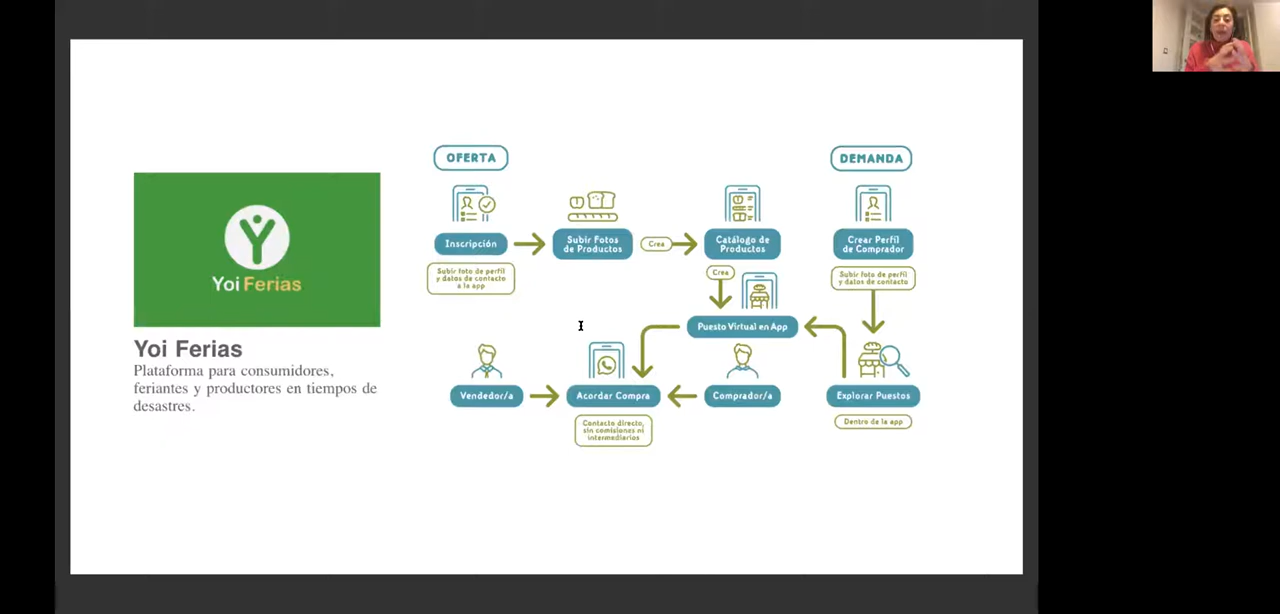 Yoi Ferias
Yoi Ferias
Plataforma para consumidores,
feriantes y productores en tiempos de
desastres.
OFERTA
DEMANDA
Inscripción
Subir Fotos
de Productos
Crea
Catálogo de
Productos
Crear Perfil
de Comprador
Subir foto de perfil
y datos de contacto
a la app
Crea
Subir foto de perfil
y datos de contacto
Puesto Virtual en App
Vendedor/a
Acordar Compra
Comprador/a
Explorar Puestos
Contacto directo,
sin comisiones ni
intermediarios
Dentro de la app